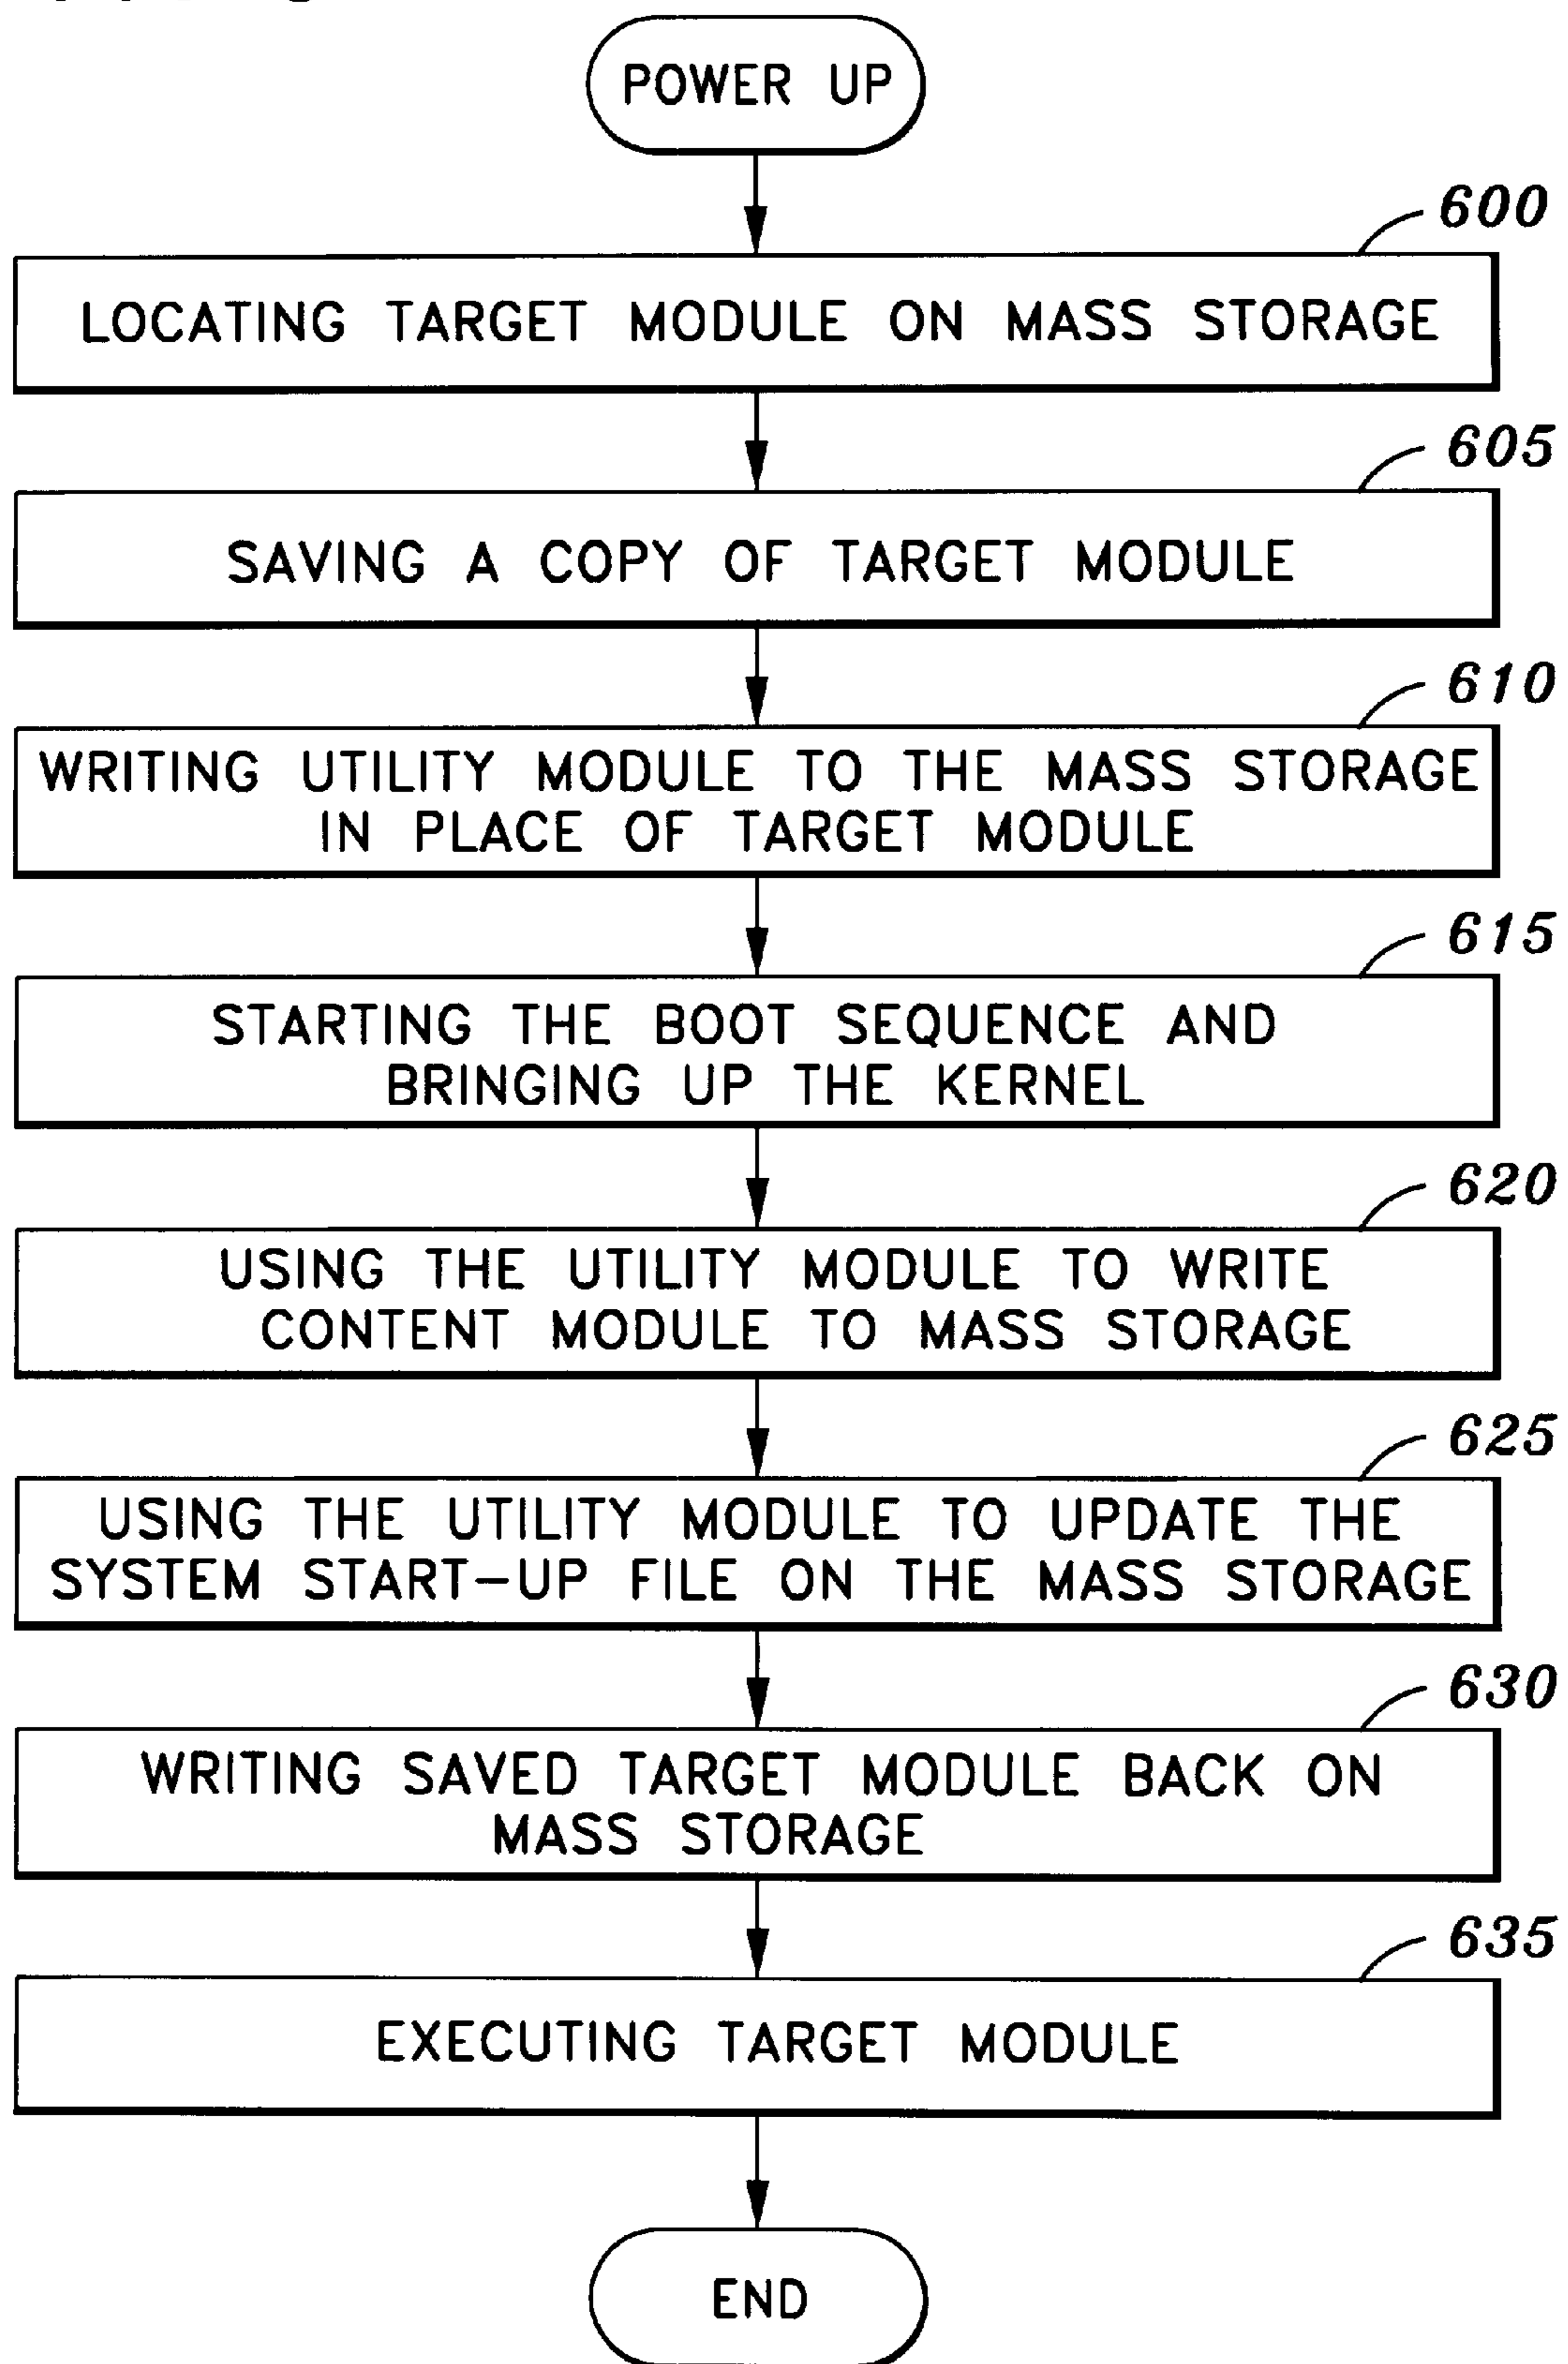 POWER UP
600
LOCATING TARGET MODULE ON MASS STORAGE
605
SAVING A COPY OF TARGET MODULE
610
WRITING UTILITY MODULE TO THE MASS STORAGE
IN PLACE OF TARGET MODULE
615
STARTING THE BOOT SEQUENCE AND
BRINGING UP THE KERNEL
620
USING THE UTILITY MODULE TO WRITE
CONTENT MODULE TO MASS STORAGE
625
USING THE UTILITY MODULE TO UPDATE THE
SYSTEM START-UP FILE ON THE MASS STORAGE
630
WRITING SAVED TARGET MODULE BACK ON
MASS STORAGE
635
EXECUTING TARGET MODULE
END